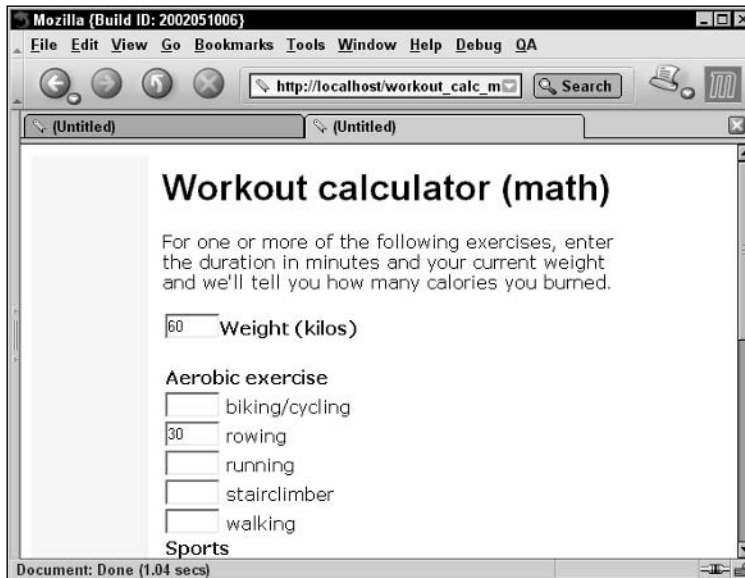 Mozilla {Build ID: 2002051006}
File Edit View Go Bookmarks Tools Window Help Debug QA
http://localhost/workout_calc_m Search
(Untitled) (Untitled)
Workout calculator (math)
For one or more of the following exercises, enter
the duration in minutes and your current weight
and we'll tell you how many calories you burned.
60 Weight (kilos)
Aerobic exercise
biking/cycling
30 rowing
running
stairclimber
walking
Sports
Document: Done (1.04 secs)